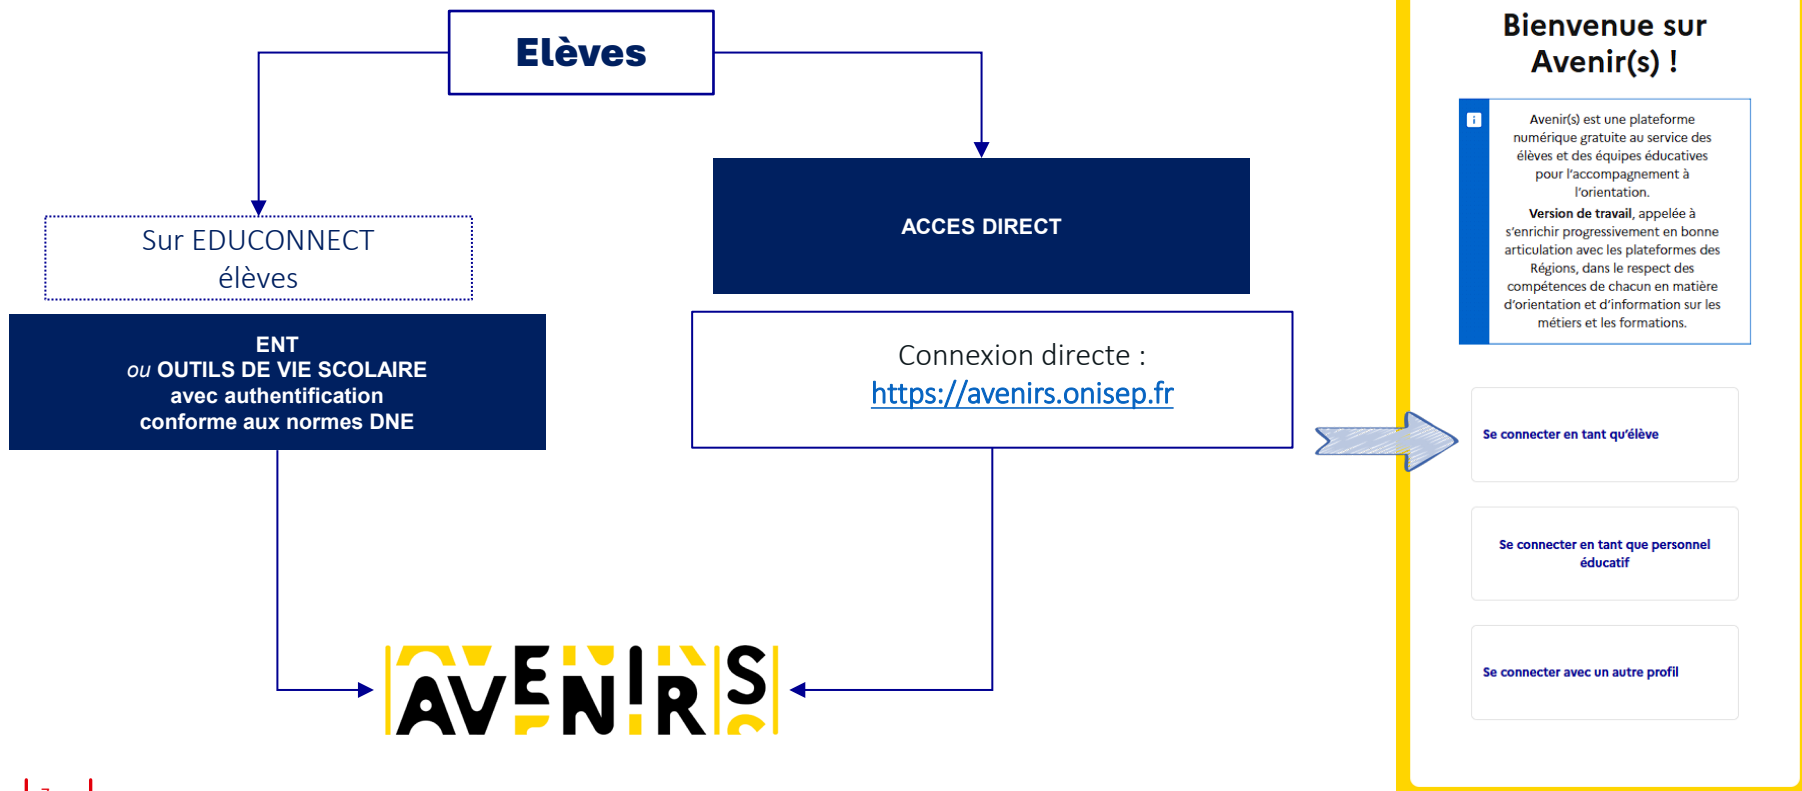 Elèves
Sur EDUCONNECT
élèves
ENT
ou OUTILS DE VIE SCOLAIRE
avec authentification
conforme aux normes DNE
ACCES DIRECT
Connexion directe :
https://avenirs.onisep.fr
AVENIRS
Bienvenue sur
Avenir(s) !
i
Avenir(s) est une plateforme
numérique gratuite au service des
élèves et des équipes éducatives
pour l'accompagnement à
l'orientation.
Version de travail, appelée à
s'enrichir progressivement en bonne
articulation avec les plateformes des
Régions, dans le respect des
compétences de chacun en matière
d'orientation et d'information sur les
métiers et les formations.
Se connecter en tant qu'élève
Se connecter en tant que personnel
éducatif
Se connecter avec un autre profil